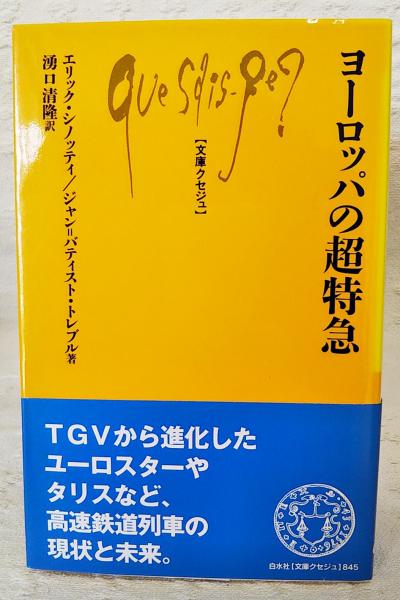 ヨーロッパの超特急
Que sais-je?
【文庫クセジュ】
エリック・シノッティ／ジャン=バティスト・トレブル著
湧口清隆訳
TGVから進化した
ユーロスターや
タリスなど、
高速鉄道列車の
現状と未来。
白水社【文庫クセジュ】845